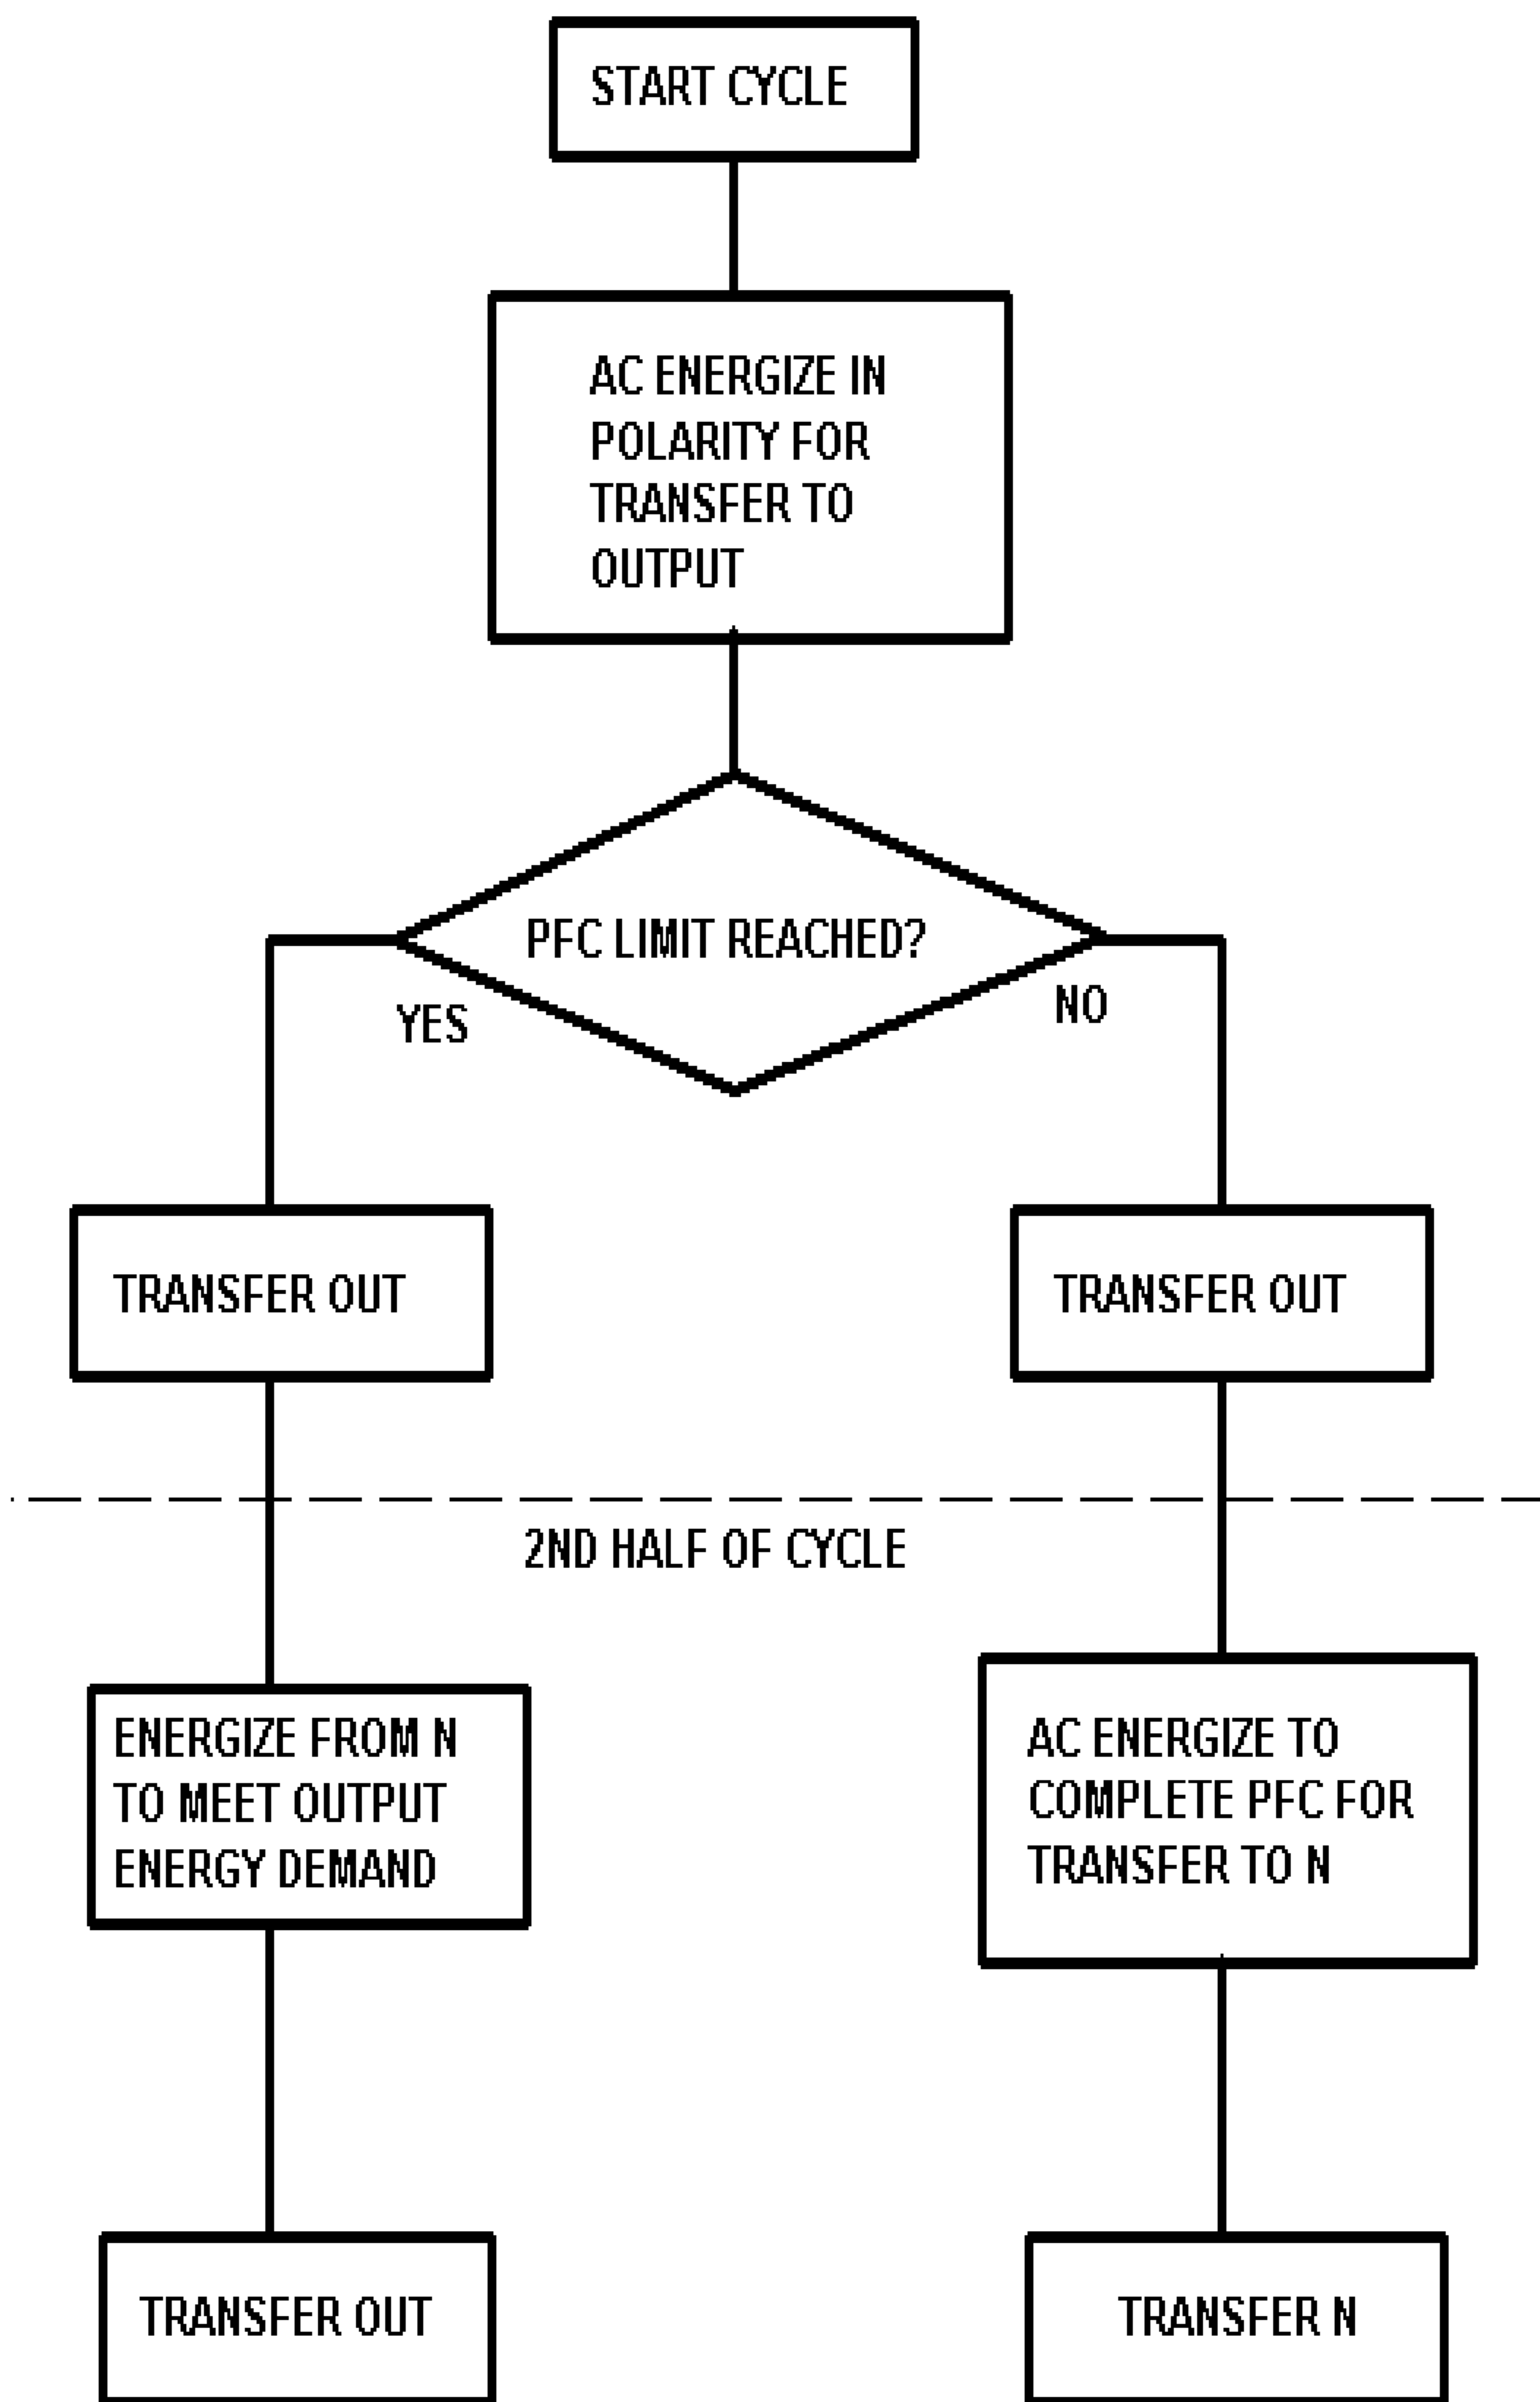 START CYCLE
AC ENERGIZE IN
POLARITY FOR
TRANSFER TO
OUTPUT
PFC LIMIT REACHED?
YES
NO
TRANSFER OUT
TRANSFER OUT
2ND HALF OF CYCLE
ENERGIZE FROM N
TO MEET OUTPUT
ENERGY DEMAND
AC ENERGIZE TO
COMPLETE PFC FOR
TRANSFER TO N
TRANSFER OUT
TRANSFER N